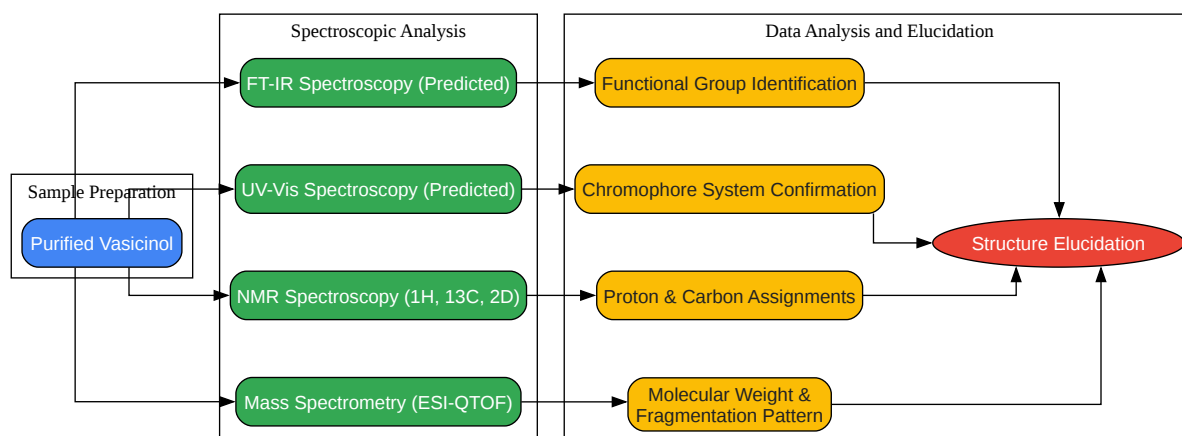 Spectroscopic Analysis
Data Analysis and Elucidation
FT-IR Spectroscopy (Predicted)
Functional Group Identification
Sample Preparation
UV-Vis Spectroscopy (Predicted)
Chromophore System Confirmation
Purified Vasicinol
Structure Elucidation
NMR Spectroscopy (1H, 13C, 2D)
Proton & Carbon Assignments
Mass Spectrometry (ESI-QTOF)
Molecular Weight &
Fragmentation Pattern